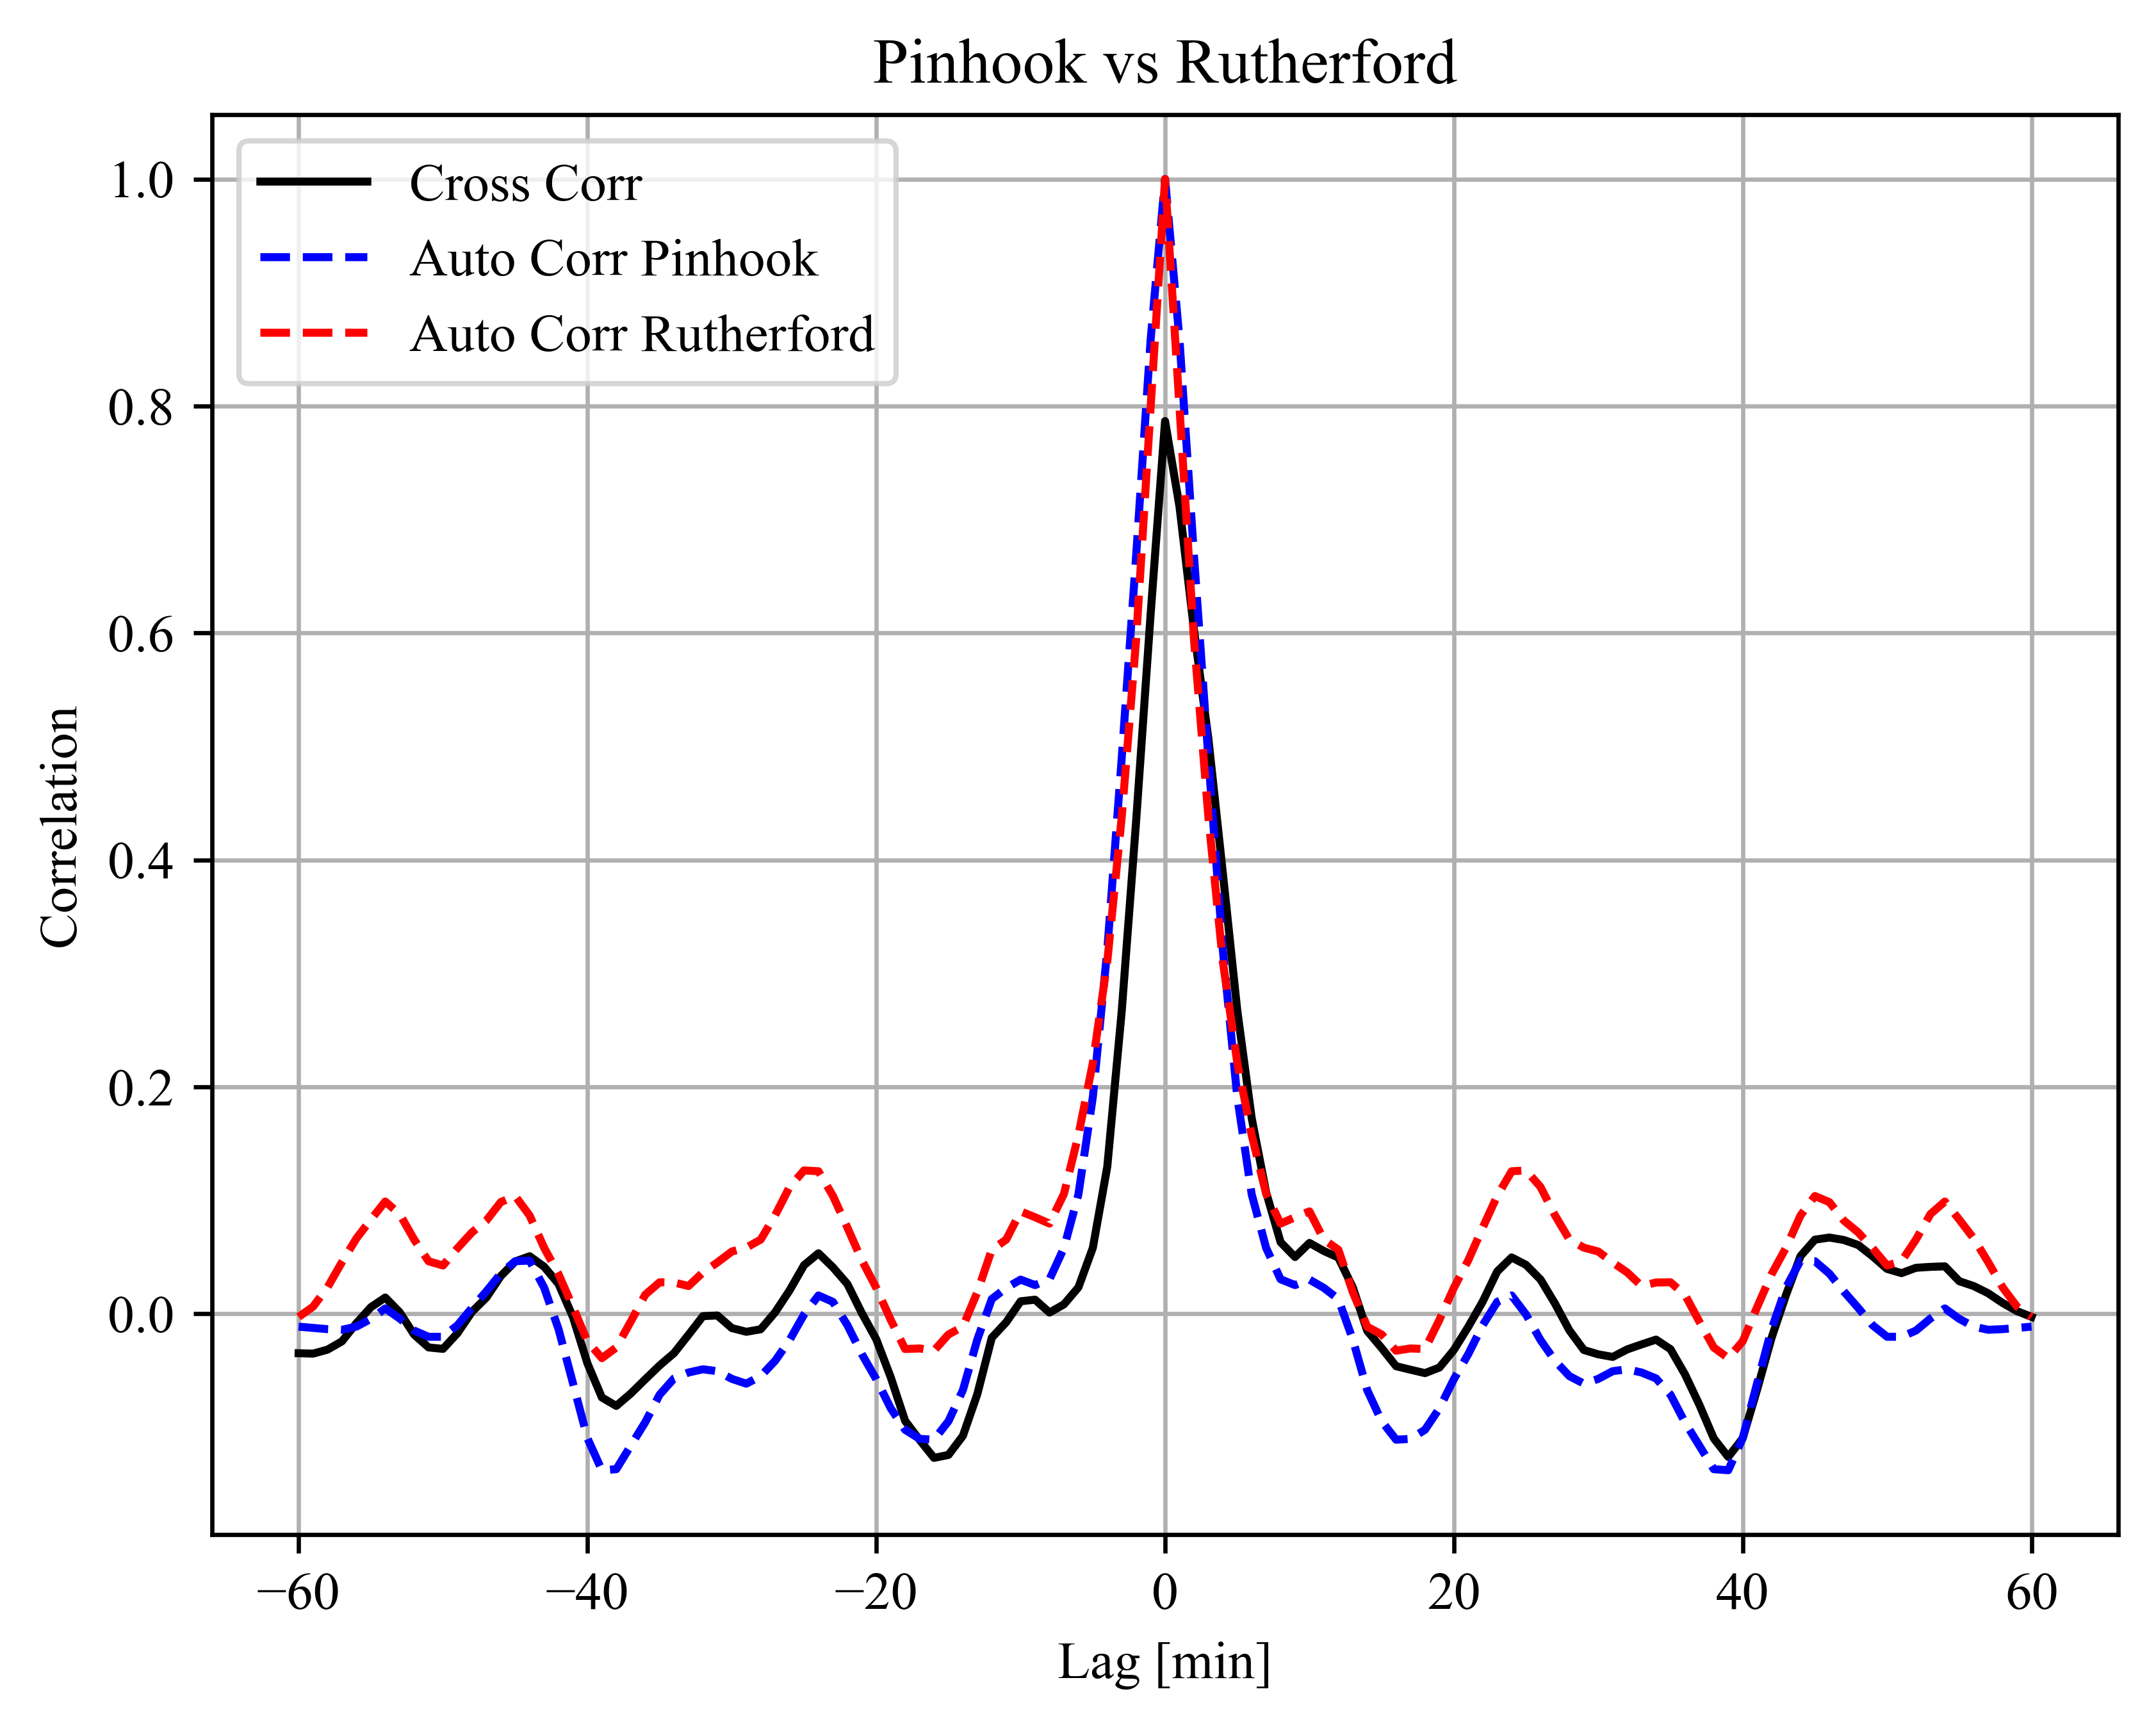 Pinhook vs Rutherford
Cross Corr
Auto Corr Pinhook
Auto Corr Rutherford
1.0
0.8
0.6
0.4
0.2
0.0
Correlation
−60 −40 −20 0 20 40 60
Lag [min]